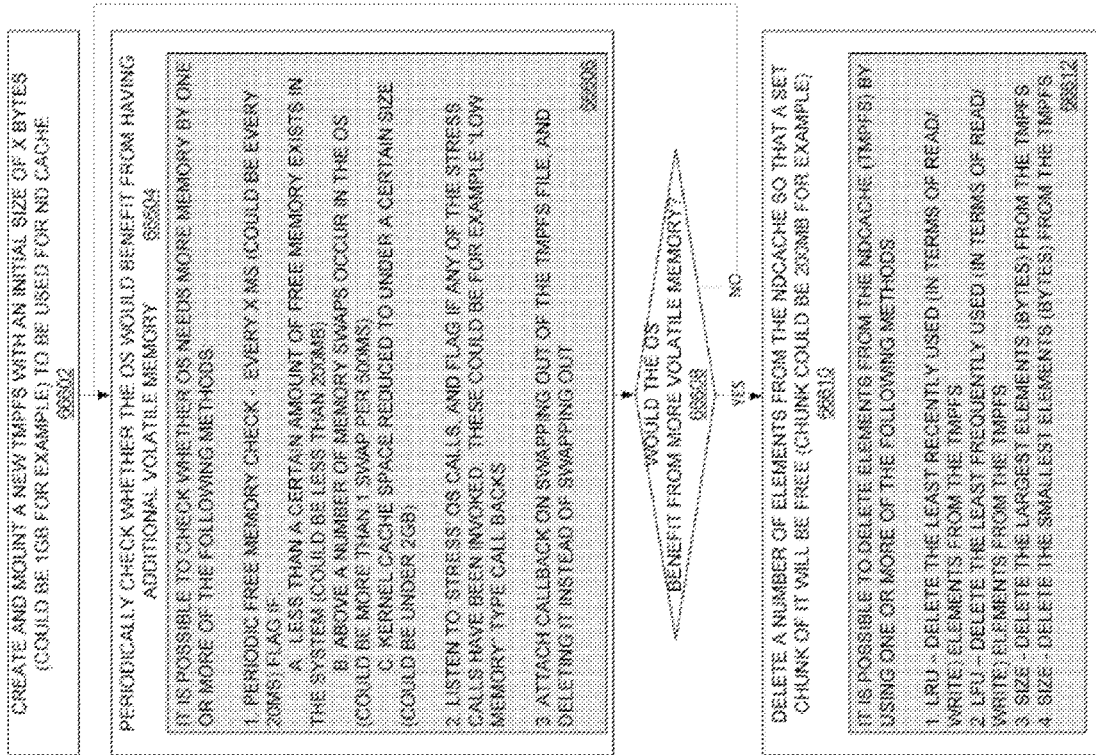 CREATE AND MOUNT A NEW TMPFS WITH AN INITIAL SIZE OF X BYTES
(COULD BE 1GB FOR EXAMPLE) TO BE USED FOR ND CACHE
PERIODICALLY CHECK WHETHER THE OS WOULD BENEFIT FROM HAVING
ADDITIONAL VOLATILE MEMORY
IT IS POSSIBLE TO CHECK WHETHER OS NEEDS MORE MEMORY BY ONE
OR MORE OF THE FOLLOWING METHODS:
1. PERIODIC FREE MEMORY CHECK - EVERY X MS (COULD BE EVERY
20MS) FLAG IF
A. LESS THAN A CERTAIN AMOUNT OF FREE MEMORY EXISTS IN
THE SYSTEM (COULD BE LESS THAN 200MB)
B. ABOVE A NUMBER OF MEMORY SWAPS OCCUR IN THE OS
(COULD BE MORE THAN 1 SWAP PER 50MS)
C. KERNEL CACHE SPACE REDUCED TO UNDER A CERTAIN SIZE
(COULD BE UNDER 2GB)
2. LISTEN TO "STRESS" OS CALLS, AND FLAG IF ANY OF THE STRESS
CALLS HAVE BEEN INVOKED. THESE COULD BE FOR EXAMPLE "LOW
MEMORY" TYPE CALL BACKS
3. ATTACH CALLBACK ON SWAPPING OUT OF THE TMPFS FILE, AND
DELETING IT INSTEAD OF SWAPPING OUT
WOULD THE OS
BENEFIT FROM MORE VOLATILE MEMORY?
NO
YES
DELETE A NUMBER OF ELEMENTS FROM THE NDCACHE SO THAT A SET
CHUNK OF IT WILL BE FREE (CHUNK COULD BE 200MB FOR EXAMPLE)
IT IS POSSIBLE TO DELETE ELEMENTS FROM THE NDCACHE (TMPFS) BY
USING ONE OR MORE OF THE FOLLOWING METHODS:
1. LRU - DELETE THE LEAST RECENTLY USED (IN TERMS OF READ/
WRITE) ELEMENTS FROM THE TMPFS
2. LFU - DELETE THE LEAST FREQUENTLY USED (IN TERMS OF READ/
WRITE) ELEMENTS FROM THE TMPFS
3. SIZE - DELETE THE LARGEST ELEMENTS (BYTES) FROM THE TMPFS
4. SIZE - DELETE THE SMALLEST ELEMENTS (BYTES) FROM THE TMPFS